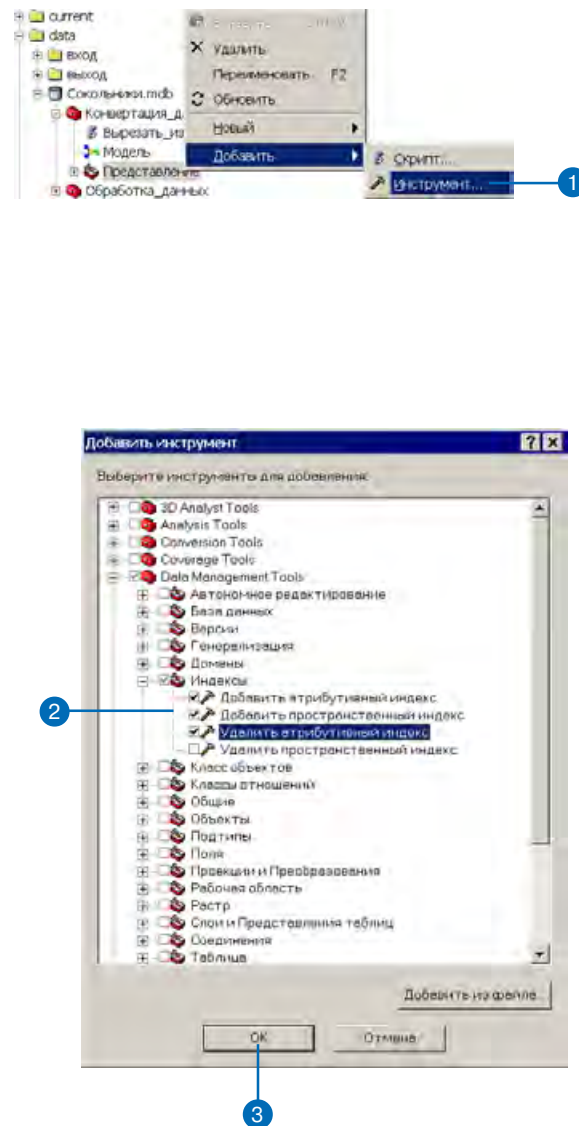 current
data
вход
выход
Сокольники.mdb
Конвертация_д
Вырезать_из
Модель
Представление
Обработка_данных
Удалить
Переименовать F2
Обновить
Новый
Добавить
Скрипт...
Инструмент...
1
Добавить инструмент
Выберите инструменты для добавления:
3D Analyst Tools
Analysis Tools
Conversion Tools
Coverage Tools
Data Management Tools
Автономное редактирование
База данных
Версии
Генерализация
Домены
Индексы
Добавить атрибутивный индекс
2
Добавить пространственный индекс
Удалить атрибутивный индекс
Удалить пространственный индекс
Класс объектов
Классы отношений
Общие
Объекты
Подтипы
Поля
Проекции и Преобразования
Рабочая область
Растр
Слои и Представления таблиц
Соединения
Таблица
Добавить из файла...
OK
Отмена
3